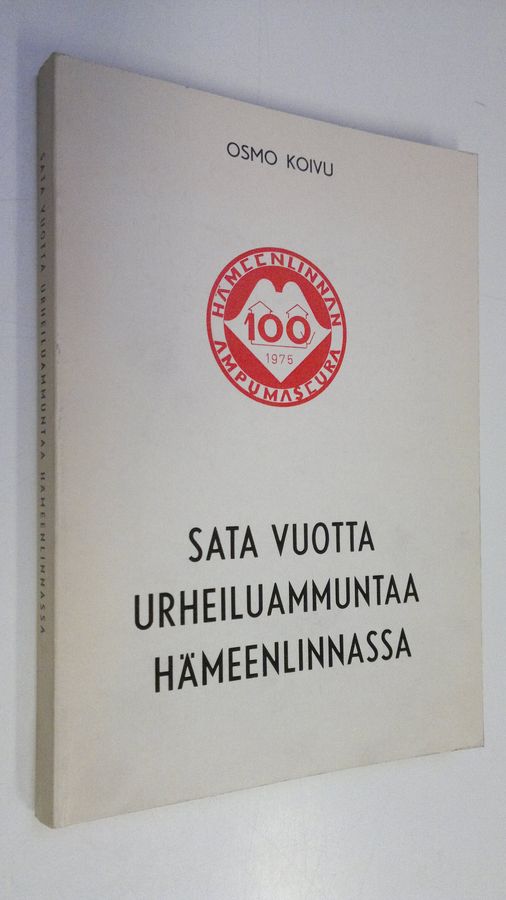 OSMO KOIVU
HÄMEENLINNAN
100
1975
AMPUMASEURA
SATA VUOTTA
URHEILUAMMUNTAA
HÄMEENLINNASSA
SATA VUOTTA URHEILUAMMUNTAA HÄMEENLINNASSA